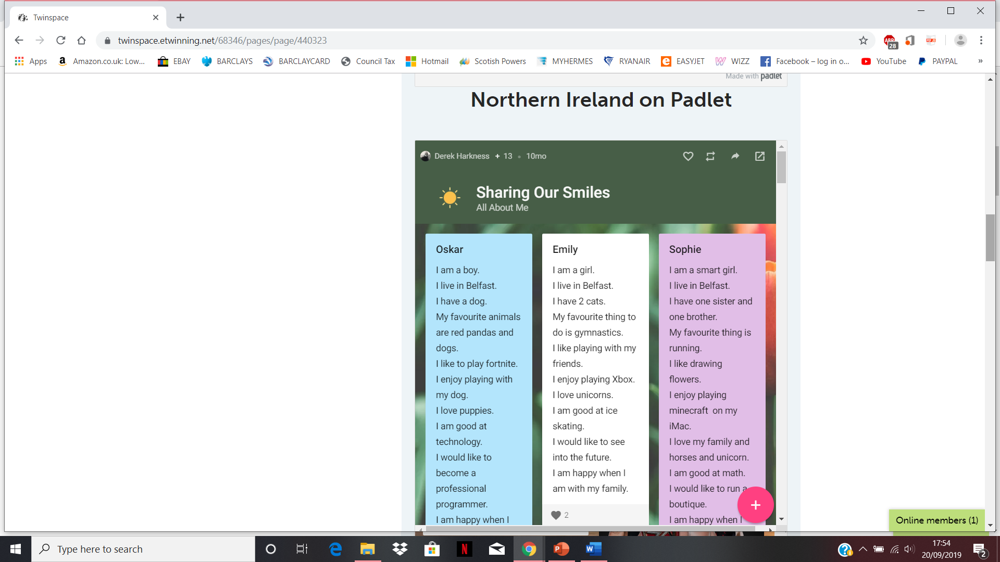 Twinspace
twinspace.etwinning.net/68346/pages/page/440323
ABP
28
PDF JS
Apps
Amazon.co.uk: Low...
EBAY
BARCLAYS
BARCLAYCARD
Council Tax
Hotmail
Scotish Powers
MYHERMES
RYANAIR
EASYJET
WIZZ
Facebook – log in o...
YouTube
PAYPAL
»
Made with padlet
Northern Ireland on Padlet
Derek Harkness + 13 • 10mo
Sharing Our Smiles
All About Me
Oskar
I am a boy.
I live in Belfast.
I have a dog.
My favourite animals
are red pandas and
dogs.
I like to play fortnite.
I enjoy playing with
my dog.
I love puppies.
I am good at
technology.
I would like to
become a
professional
programmer.
I am happy when I
Emily
I am a girl.
I live in Belfast.
I have 2 cats.
My favourite thing to
do is gymnastics.
I like playing with my
friends.
I enjoy playing Xbox.
I love unicorns.
I am good at ice
skating.
I would like to see
into the future.
I am happy when I
am with my family.
2
Sophie
I am a smart girl.
I live in Belfast.
I have one sister and
one brother.
My favourite thing is
running.
I like drawing
flowers.
I enjoy playing
minecraft  on my
iMac.
I love my family and
horses and unicorn.
I am good at math.
I would like to run a
boutique.
I am happy when I
Online members (1)
Type here to search
17:54
20/09/2019
2